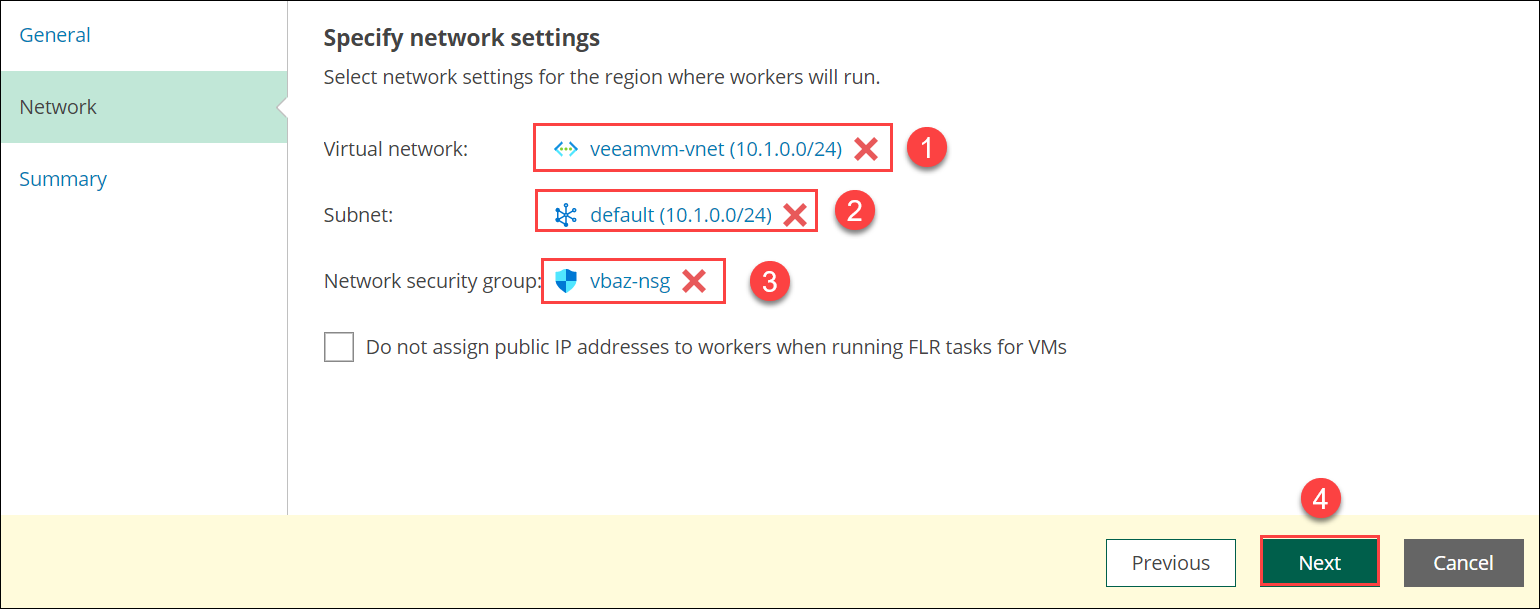 General
Network
Summary
Specify network settings
Select network settings for the region where workers will run.
Virtual network: veeamvm-vnet (10.1.0.0/24) 1
Subnet: default (10.1.0.0/24) 2
Network security group: vbaz-nsg 3
Do not assign public IP addresses to workers when running FLR tasks for VMs
4
Previous Next Cancel